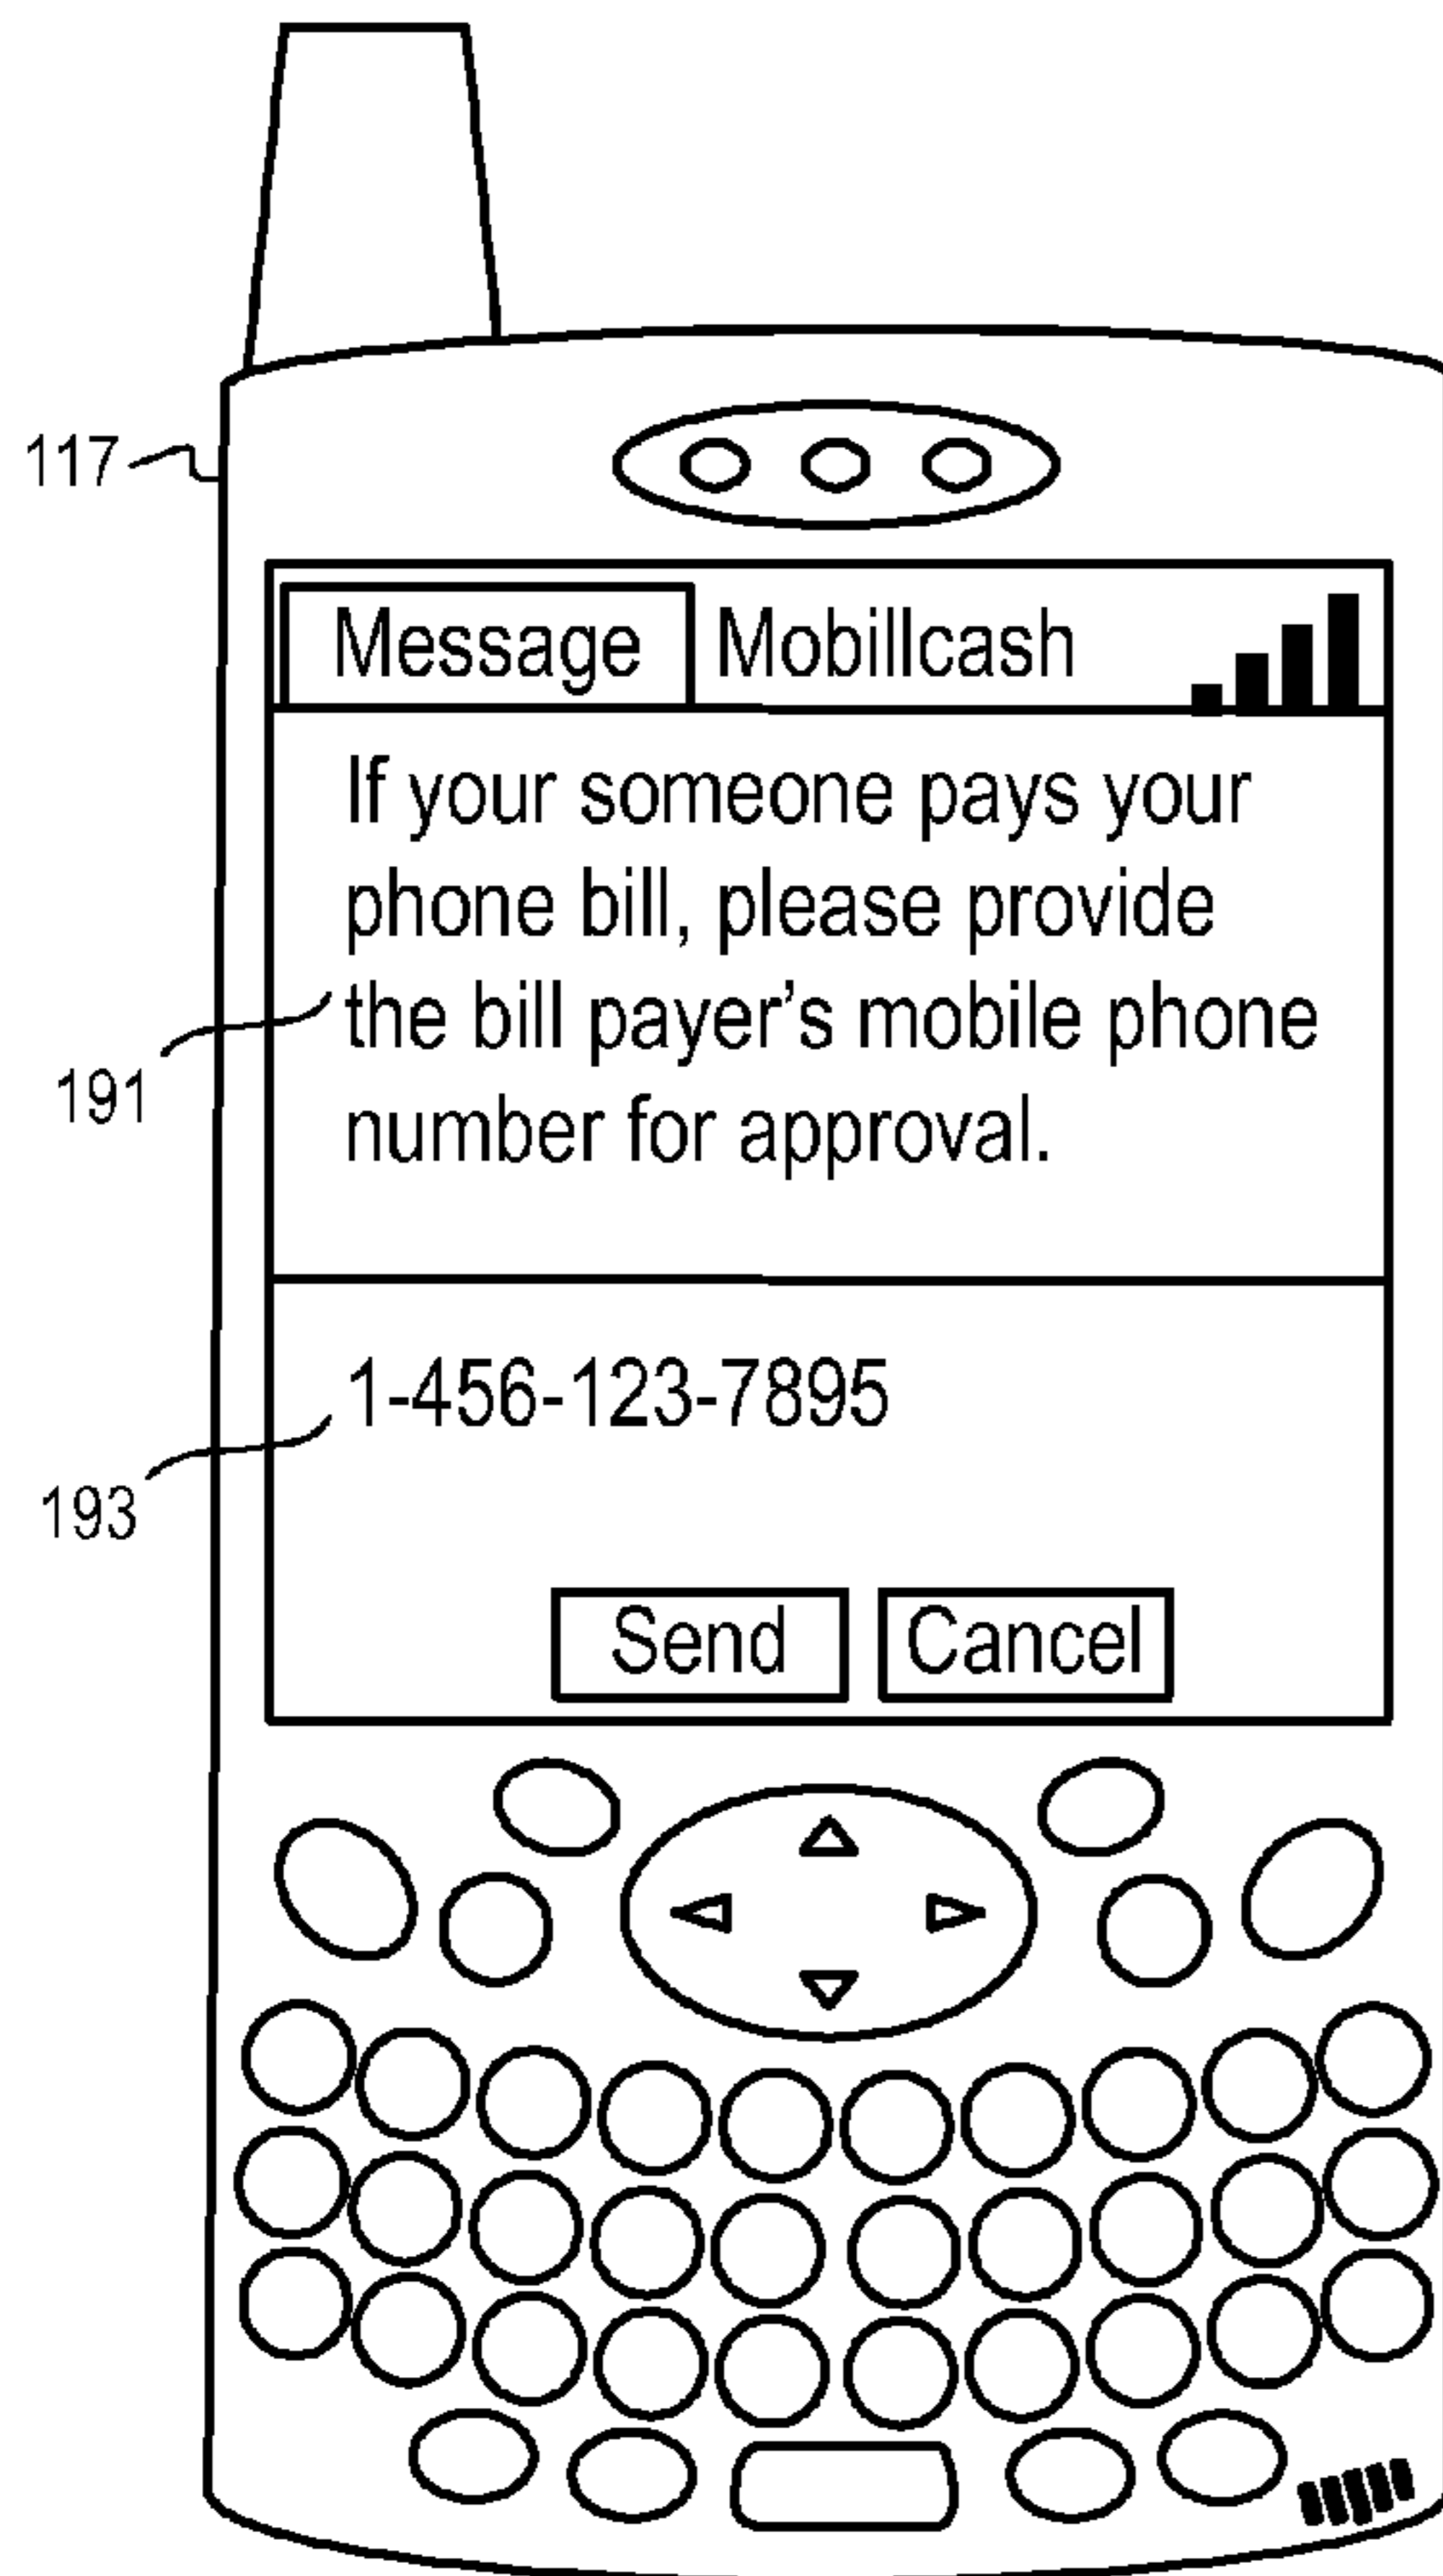 117
Message Mobillcash
If your someone pays your
phone bill, please provide
the bill payer’s mobile phone
number for approval.
191
1-456-123-7895
193
Send Cancel